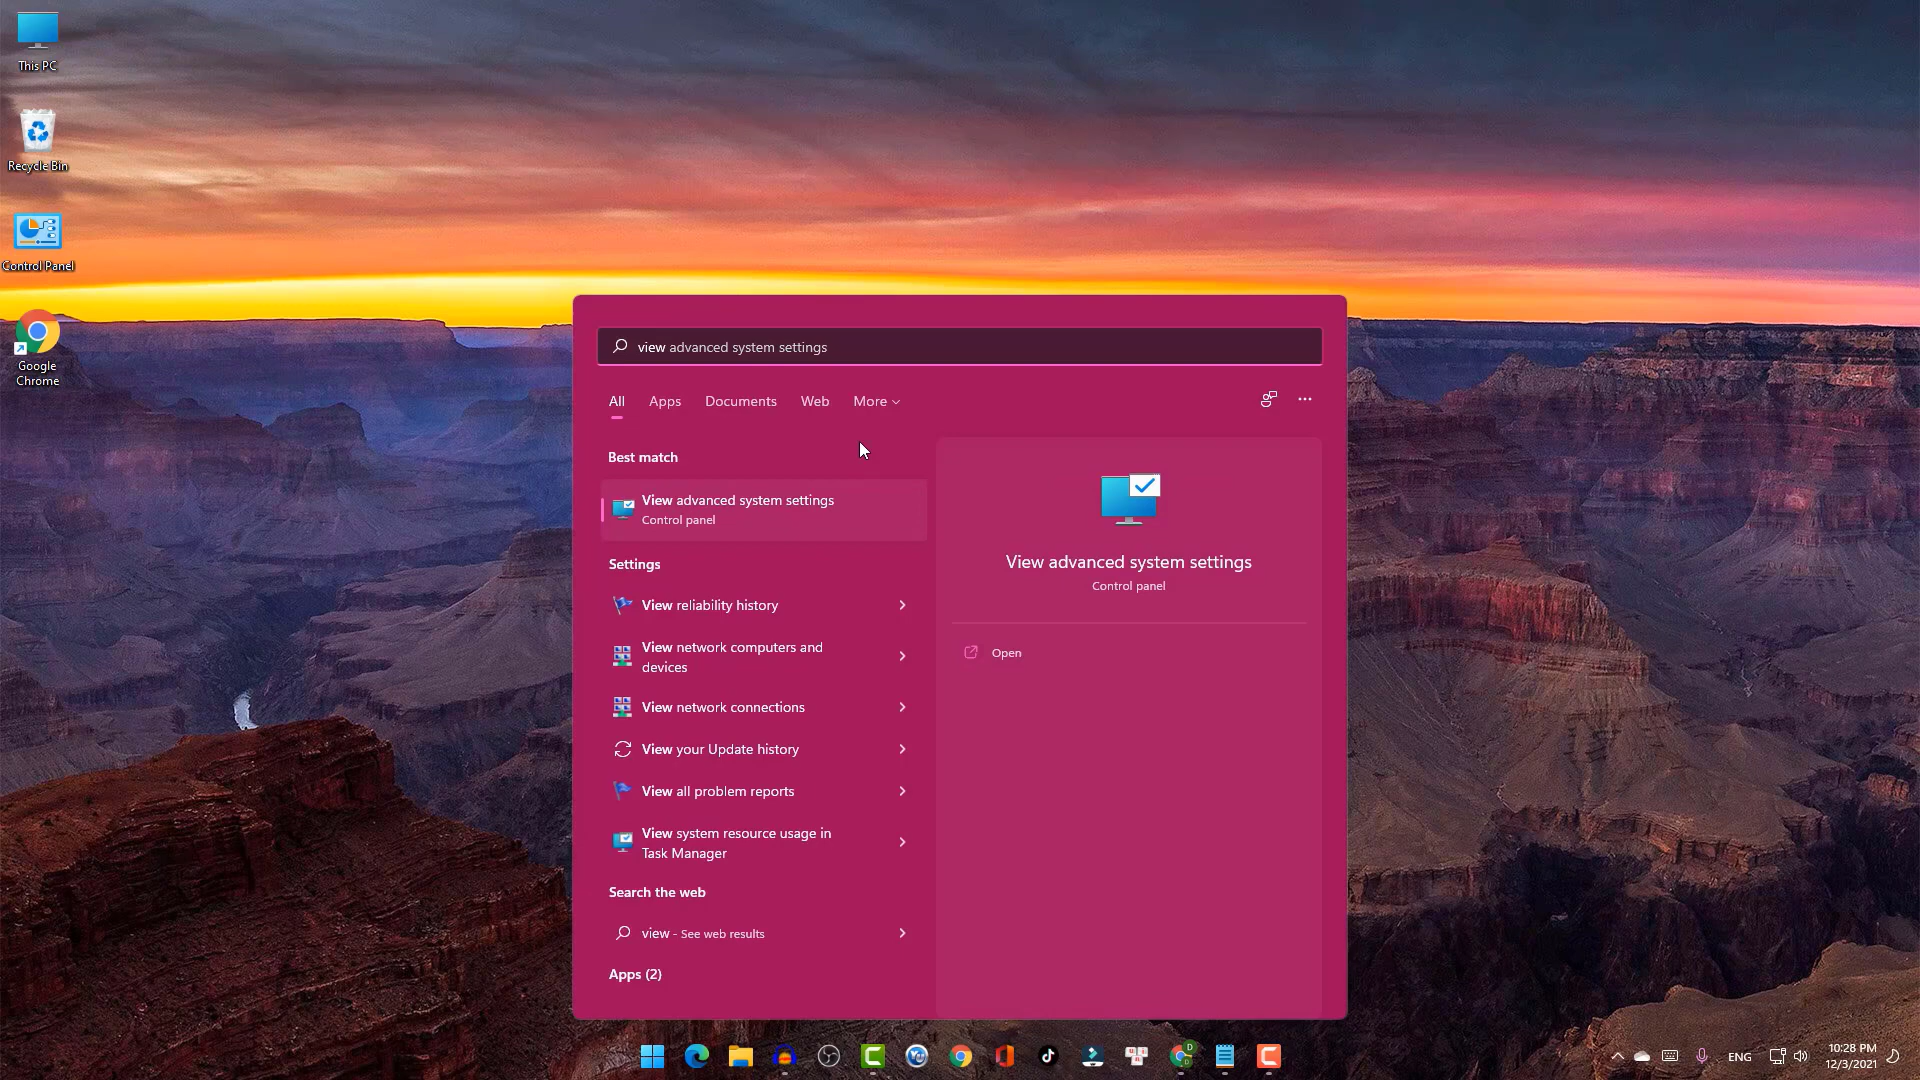 This PC
Recycle Bin
Control Panel
Google
Chrome
view advanced system settings
All Apps Documents Web More
Best match
View advanced system settings
Control panel
Settings
View reliability history
View network computers and
devices
View network connections
View your Update history
View all problem reports
View system resource usage in
Task Manager
Search the web
view - See web results
Apps (2)
View advanced system settings
Control panel
Open
ENG
10:28 PM
12/3/2021